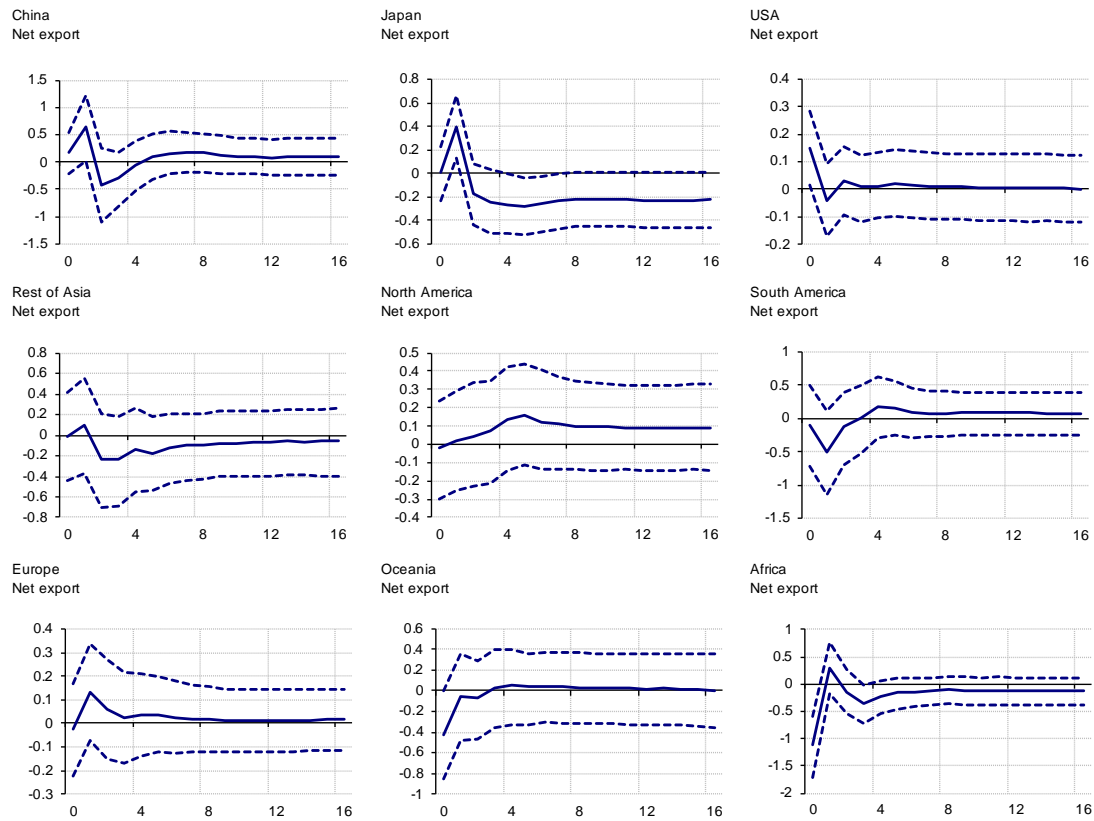 China
Net export
1.5
1
0.5
0
-0.5
-1
-1.5
0 4 8 12 16
Japan
Net export
0.8
0.6
0.4
0.2
0
-0.2
-0.4
-0.6
0 4 8 12 16
USA
Net export
0.4
0.3
0.2
0.1
0
-0.1
-0.2
0 4 8 12 16
Rest of Asia
Net export
0.8
0.6
0.4
0.2
0
-0.2
-0.4
-0.6
-0.8
0 4 8 12 16
North America
Net export
0.5
0.4
0.3
0.2
0.1
0
-0.1
-0.2
-0.3
-0.4
0 4 8 12 16
South America
Net export
1
0.5
0
-0.5
-1
-1.5
0 4 8 12 16
Europe
Net export
0.4
0.3
0.2
0.1
0
-0.1
-0.2
-0.3
0 4 8 12 16
Oceania
Net export
0.6
0.4
0.2
0
-0.2
-0.4
-0.6
-0.8
-1
0 4 8 12 16
Africa
Net export
1
0.5
0
-0.5
-1
-1.5
-2
0 4 8 12 16